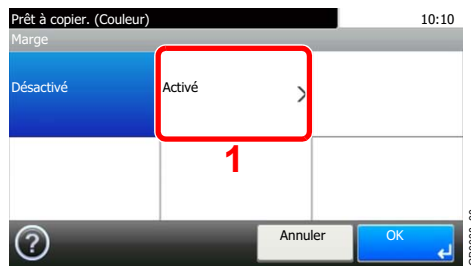 Prêt à copier. (Couleur) 10:10
Marge
Désactivé Activé
1
? Annuler OK